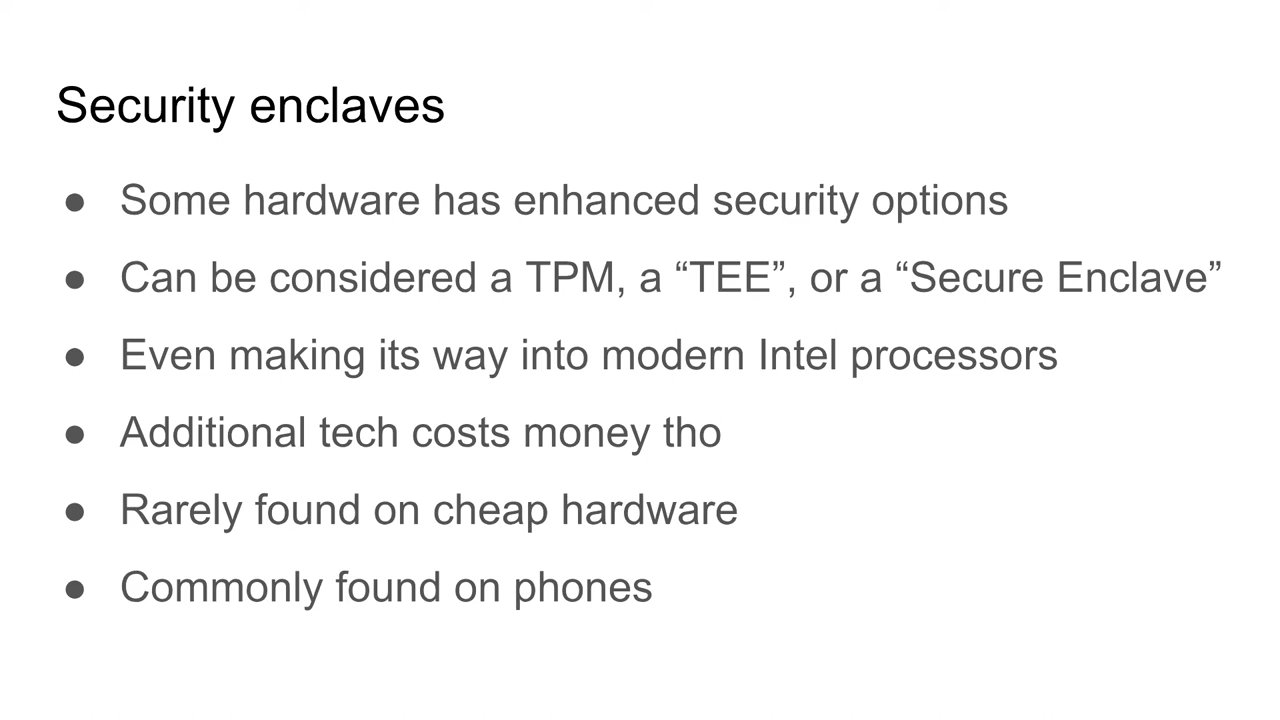 Security enclaves
● Some hardware has enhanced security options
● Can be considered a TPM, a “TEE”, or a “Secure Enclave”
● Even making its way into modern Intel processors
● Additional tech costs money tho
● Rarely found on cheap hardware
● Commonly found on phones